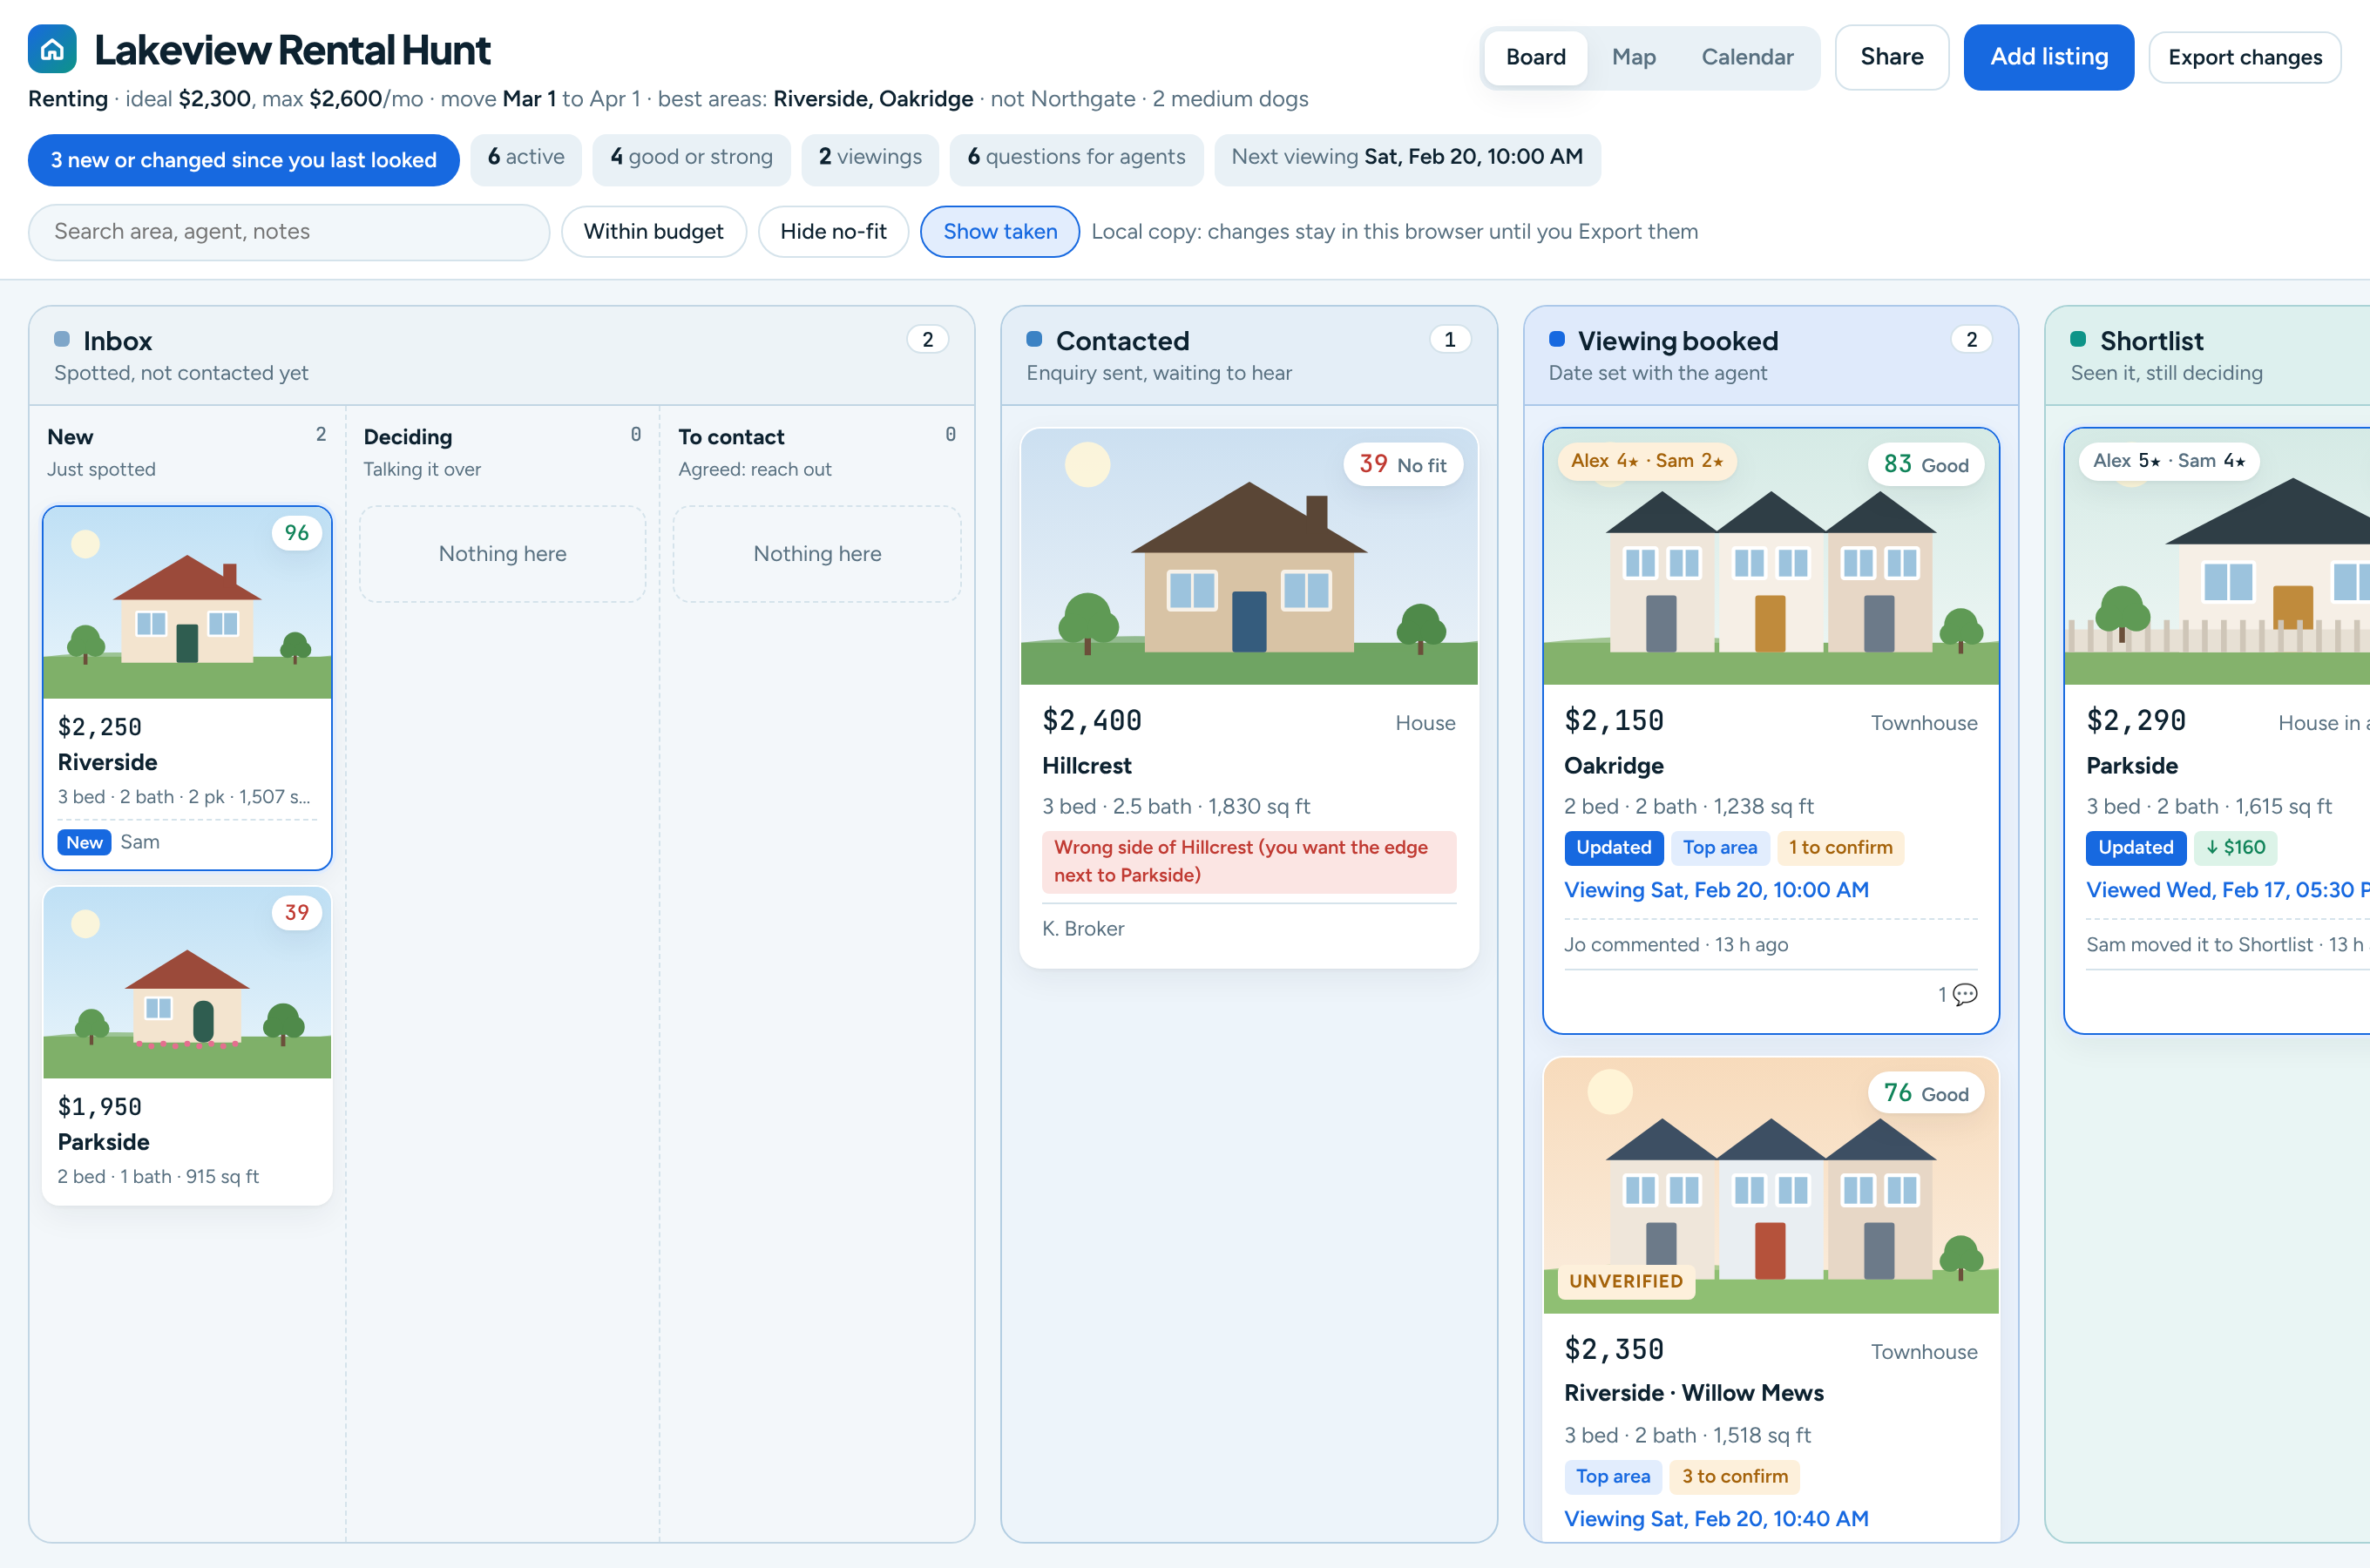 Lakeview Rental Hunt
Board
Map
Calendar
Share
Add listing
Export changes
Renting · ideal $2,300, max $2,600/mo · move Mar 1 to Apr 1 · best areas: Riverside, Oakridge · not Northgate · 2 medium dogs
3 new or changed since you last looked
6 active
4 good or strong
2 viewings
6 questions for agents
Next viewing Sat, Feb 20, 10:00 AM
Search area, agent, notes
Within budget
Hide no-fit
Show taken
Local copy: changes stay in this browser until you Export them
Inbox
2
Spotted, not contacted yet
New
2
Just spotted
Deciding
0
Talking it over
To contact
0
Agreed: reach out
96
$2,250
Riverside
3 bed · 2 bath · 2 pk · 1,507 s…
New
Sam
39
$1,950
Parkside
2 bed · 1 bath · 915 sq ft
Nothing here
Nothing here
Contacted
1
Enquiry sent, waiting to hear
39 No fit
$2,400
House
Hillcrest
3 bed · 2.5 bath · 1,830 sq ft
Wrong side of Hillcrest (you want the edge
next to Parkside)
K. Broker
Viewing booked
2
Date set with the agent
Alex 4★ · Sam 2★
83 Good
$2,150
Townhouse
Oakridge
2 bed · 2 bath · 1,238 sq ft
Updated
Top area
1 to confirm
Viewing Sat, Feb 20, 10:00 AM
Jo commented · 13 h ago
1 💬
76 Good
UNVERIFIED
$2,350
Townhouse
Riverside · Willow Mews
3 bed · 2 bath · 1,518 sq ft
Top area
3 to confirm
Viewing Sat, Feb 20, 10:40 AM
Shortlist
Seen it, still deciding
Alex 5★ · Sam 4★
$2,290
House in
Parkside
3 bed · 2 bath · 1,615 sq ft
Updated
↓ $160
Viewed Wed, Feb 17, 05:30
Sam moved it to Shortlist · 13 h